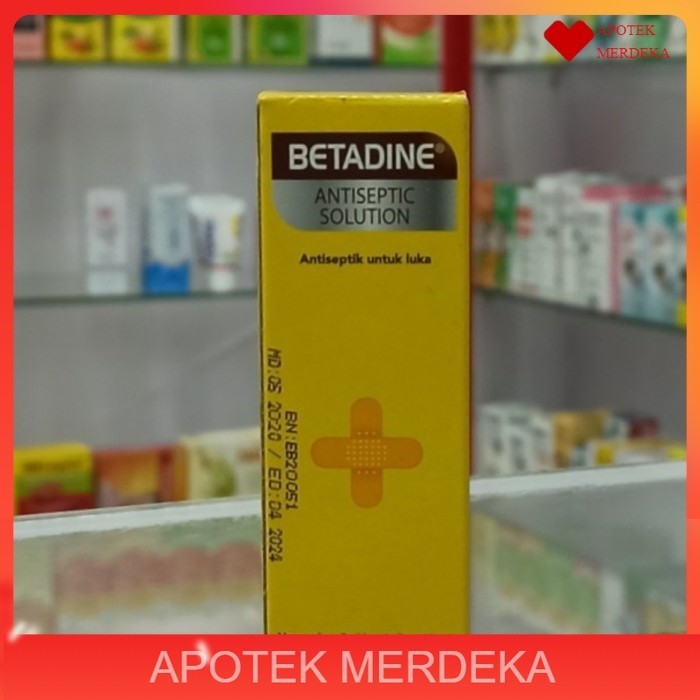 APOTEK
MERDEKA
BETADINE®
ANTISEPTIC
SOLUTION
Antiseptik untuk luka
BN:EB20051
MD:05 2020 / ED:04 2024
APOTEK MERDEKA